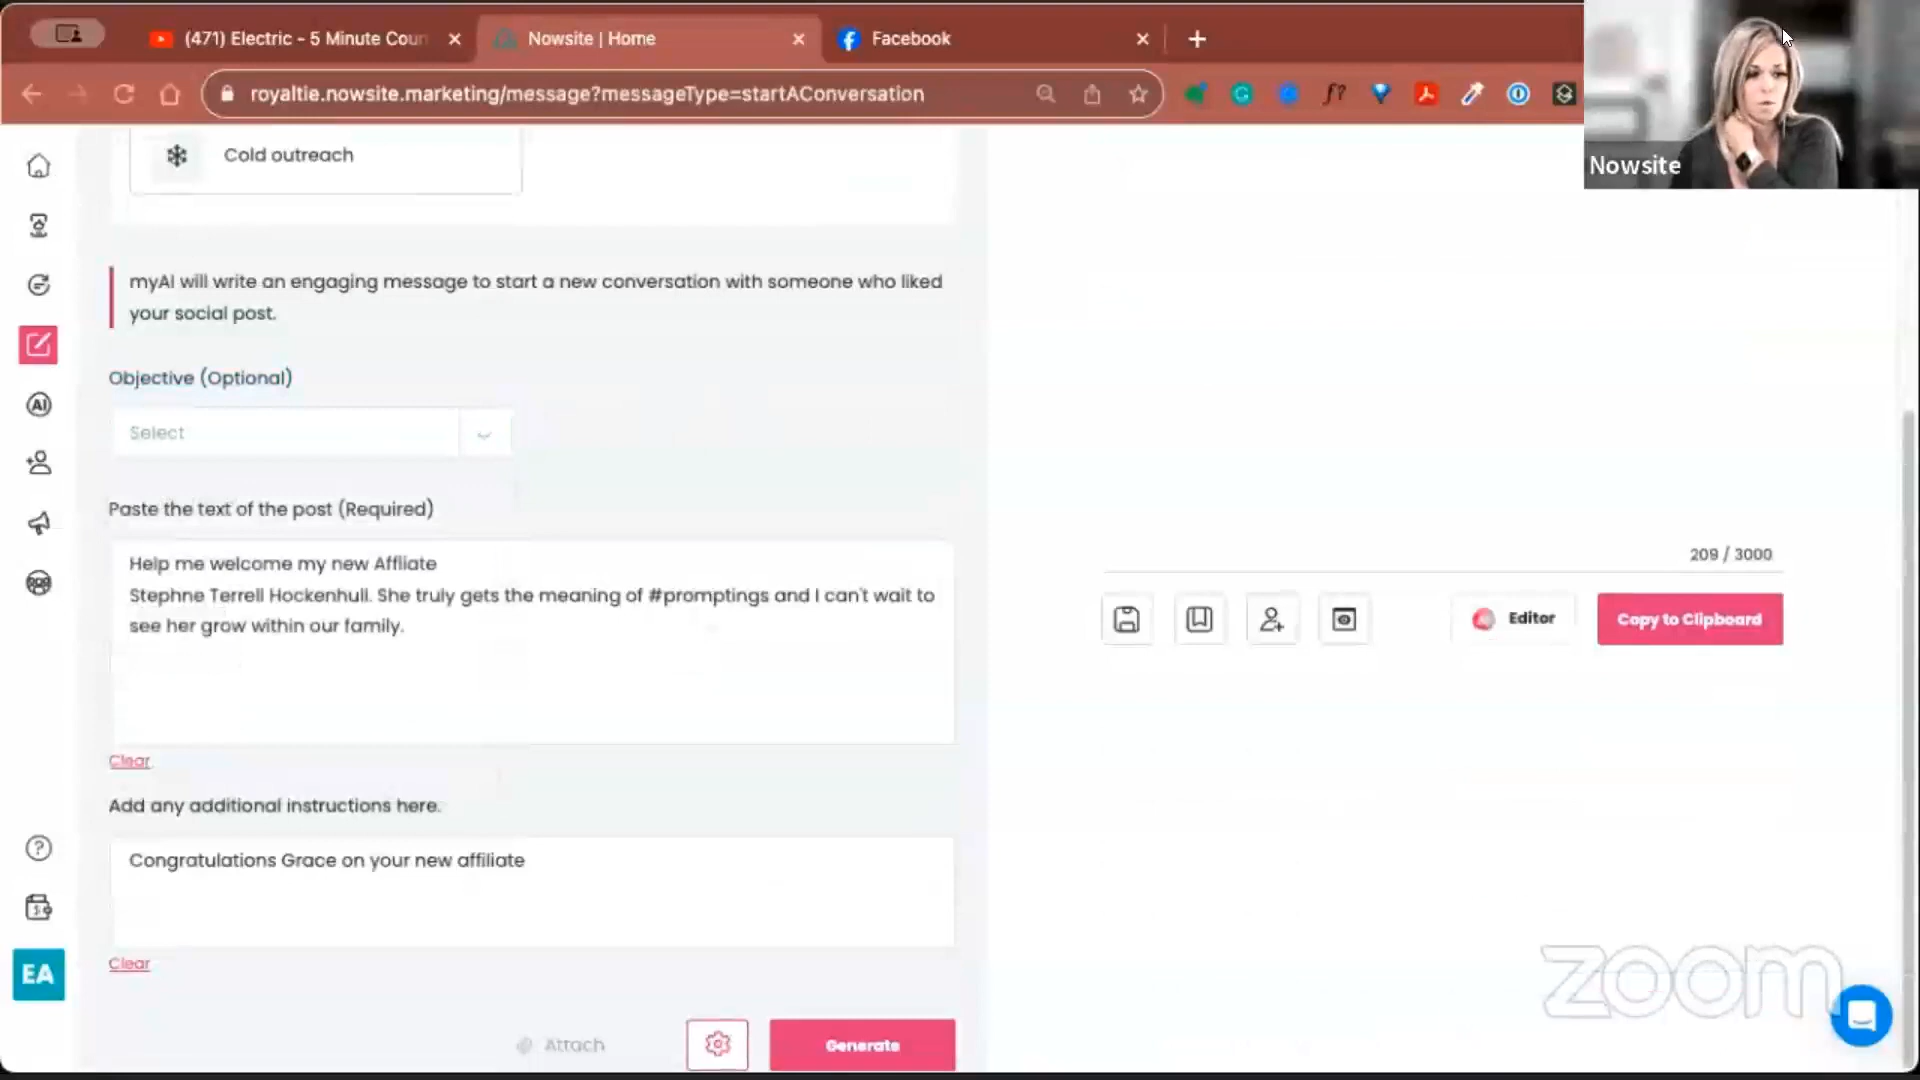 (471) Electric - 5 Minute Coun
Nowsite | Home
Facebook
royaltie.nowsite.marketing/message?messageType=startAConversation
f?
Nowsite
Cold outreach
myAI will write an engaging message to start a new conversation with someone who liked
your social post.
Objective (Optional)
Select
Paste the text of the post (Required)
Help me welcome my new Affliate
Stephne Terrell Hockenhull. She truly gets the meaning of #promptings and I can't wait to
see her grow within our family.
Clear
Add any additional instructions here.
Congratulations Grace on your new affiliate
Clear
Attach
Generate
209 / 3000
Editor
Copy to Clipboard
AI
EA
zoom